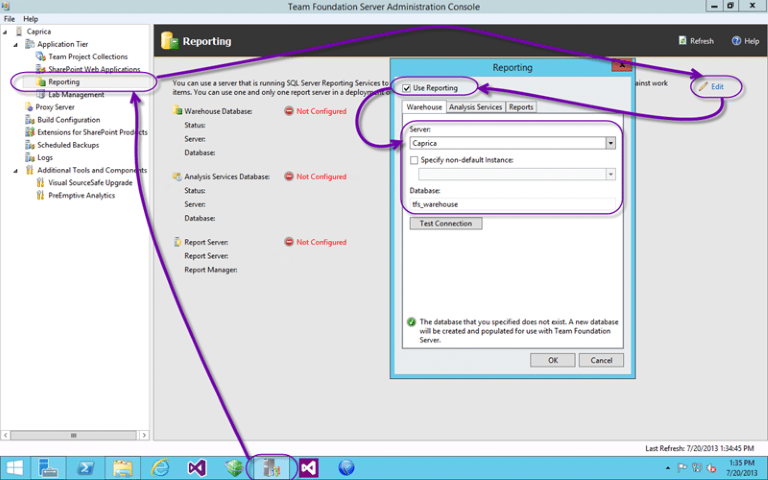 Team Foundation Server Administration Console
File Help
Caprica
Application Tier
Team Project Collections
SharePoint Web Applications
Reporting
Lab Management
Proxy Server
Build Configuration
Extensions for SharePoint Products
Scheduled Backups
Logs
Additional Tools and Components
Visual SourceSafe Upgrade
PreEmptive Analytics
Reporting
Refresh
Help
You can use a server that is running SQL Server Reporting Services to
ainst work
items. You can use one and only one report server in a deployment o
Edit
Warehouse Database: Not Configured
Status:
Server:
Database:
Analysis Services Database: Not Configured
Status:
Server:
Database:
Report Server: Not Configured
Report Server:
Report Manager:
Reporting
x
Use Reporting
Warehouse Analysis Services Reports
Server:
Caprica
Specify non-default Instance:
Database:
tfs_warehouse
Test Connection
The database that you specified does not exist. A new database
will be created and populated for use with Team Foundation
Server.
OK Cancel
Last Refresh: 7/20/2013 1:34:45 PM
1:35 PM
7/20/2013